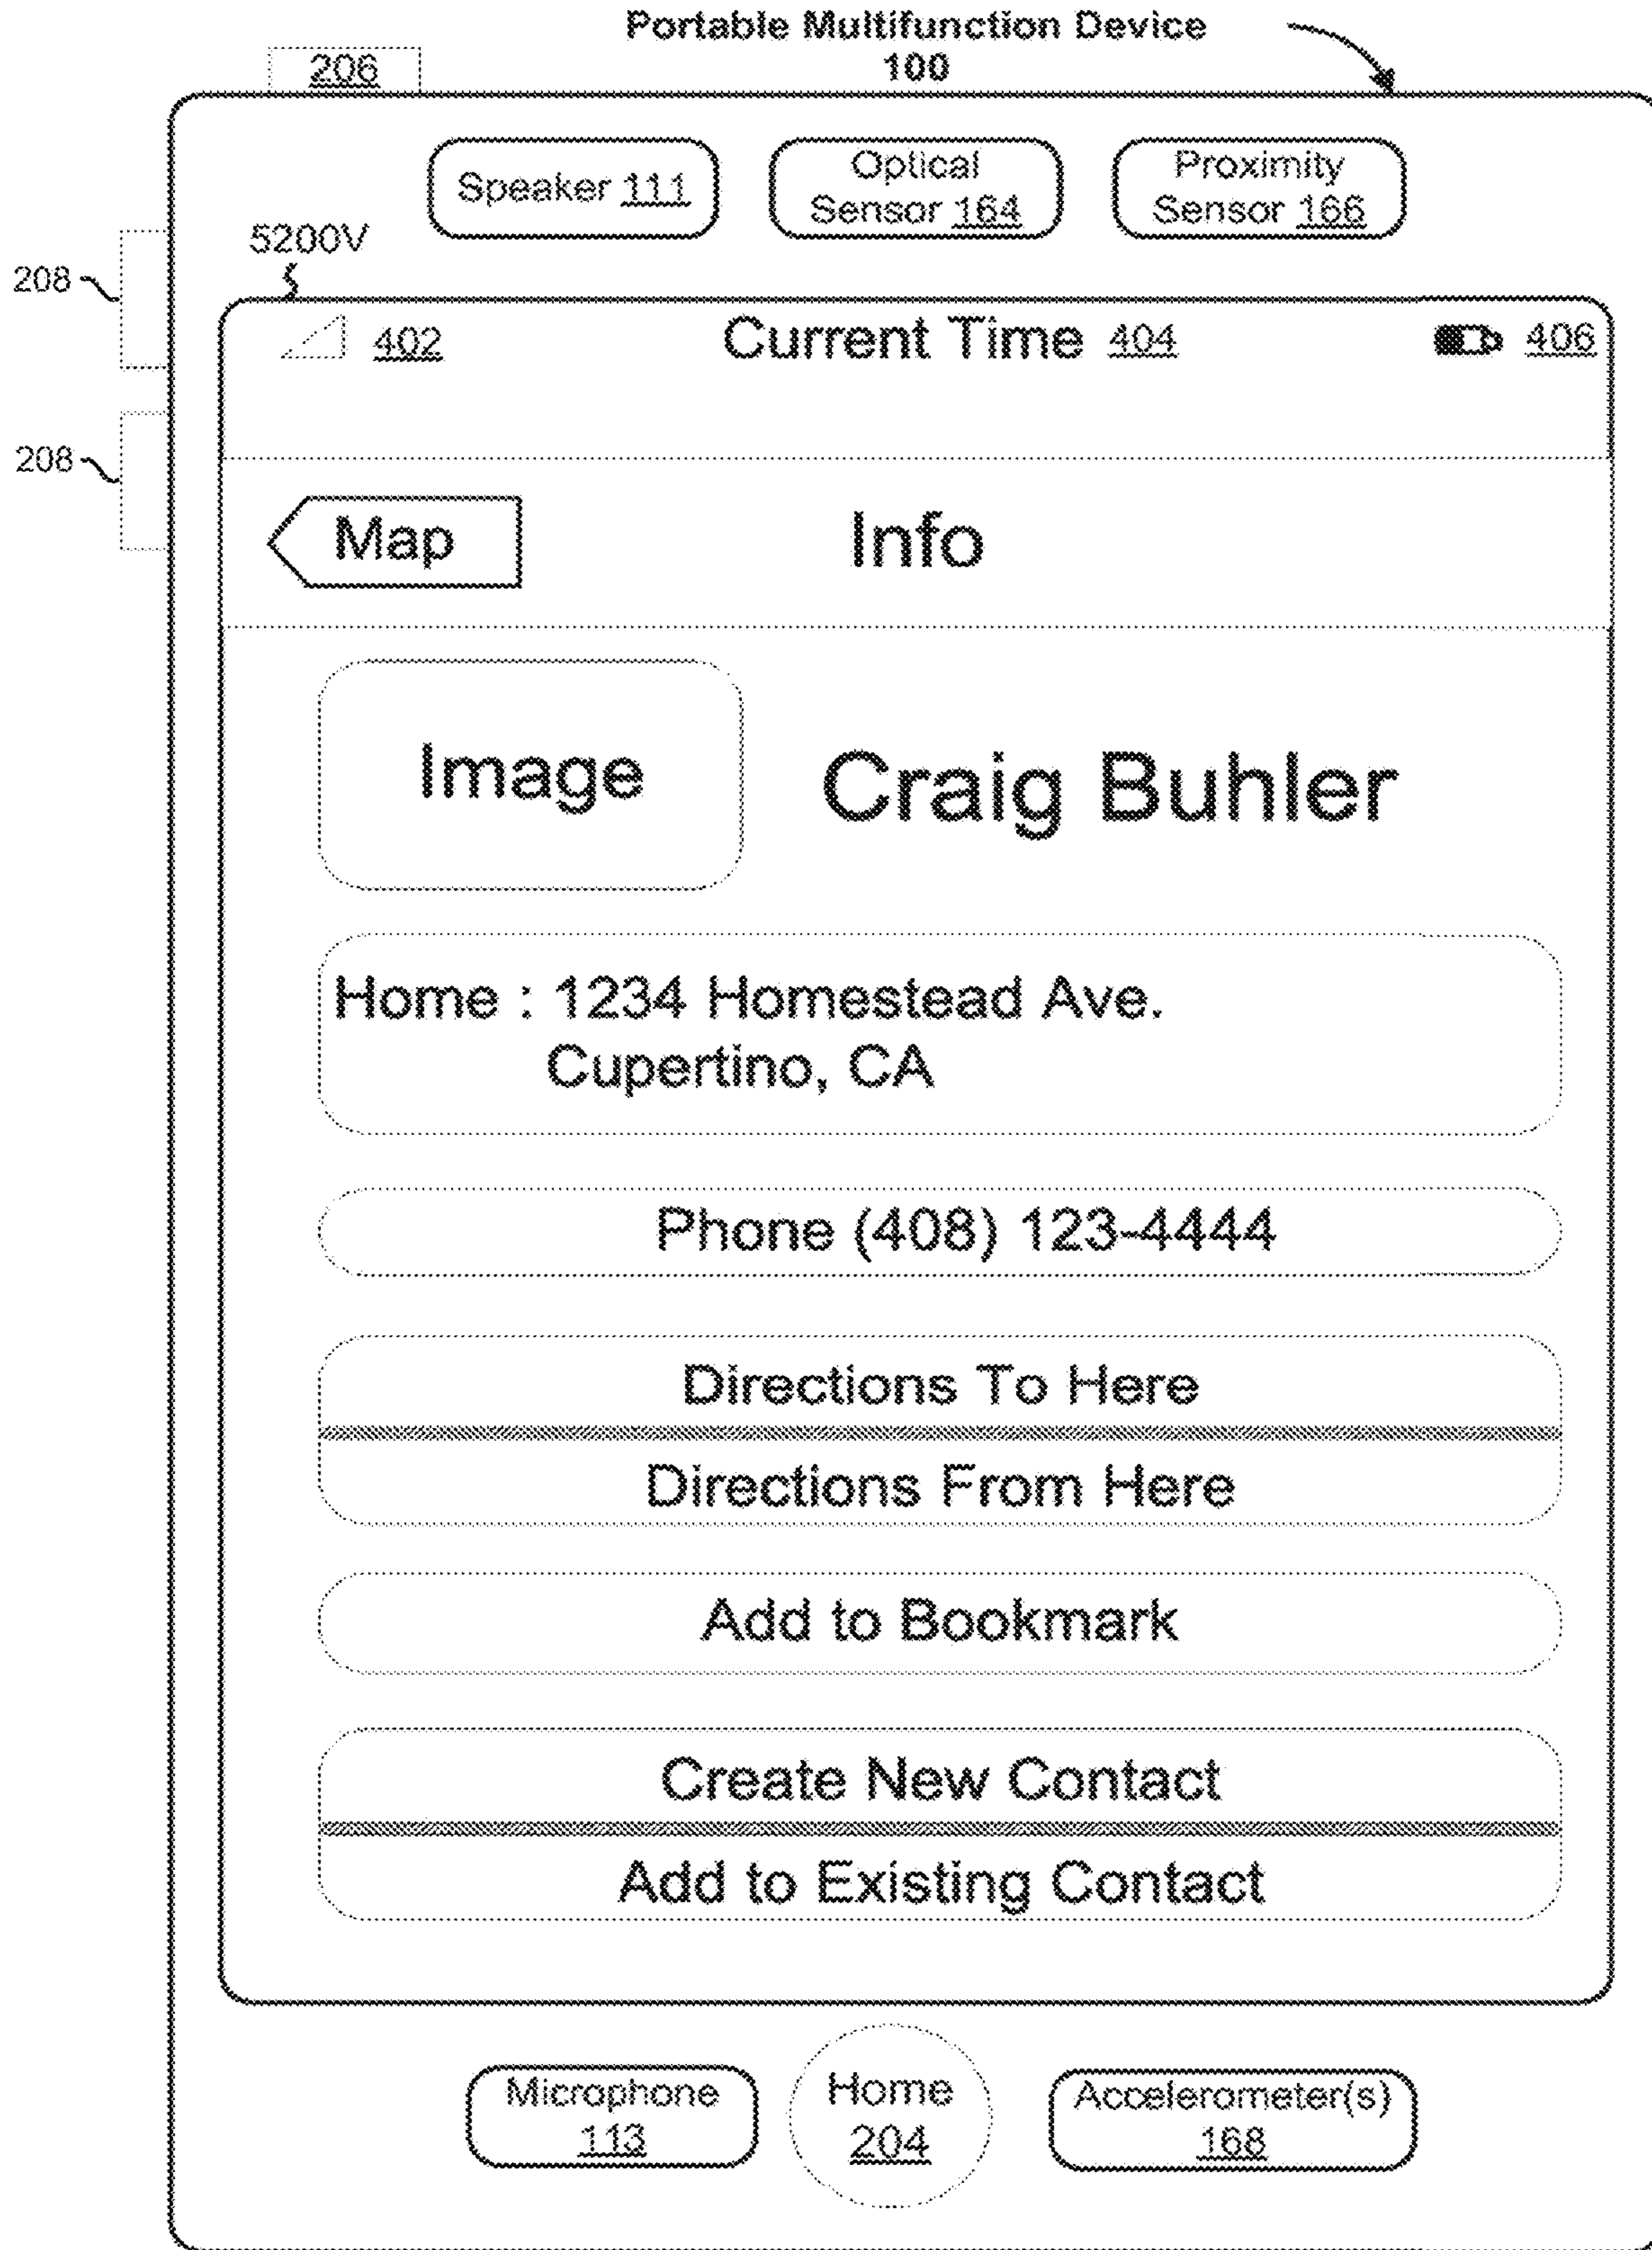 Portable Multifunction Device
100
206
Speaker 111
Optical
Sensor 164
Proximity
Sensor 166
5200V
208
402
Current Time 404
406
208
Map
Info
Image
Craig Buhler
Home : 1234 Homestead Ave.
Cupertino, CA
Phone (408) 123-4444
Directions To Here
Directions From Here
Add to Bookmark
Create New Contact
Add to Existing Contact
Microphone
113
Home
204
Accelerometer(s)
168